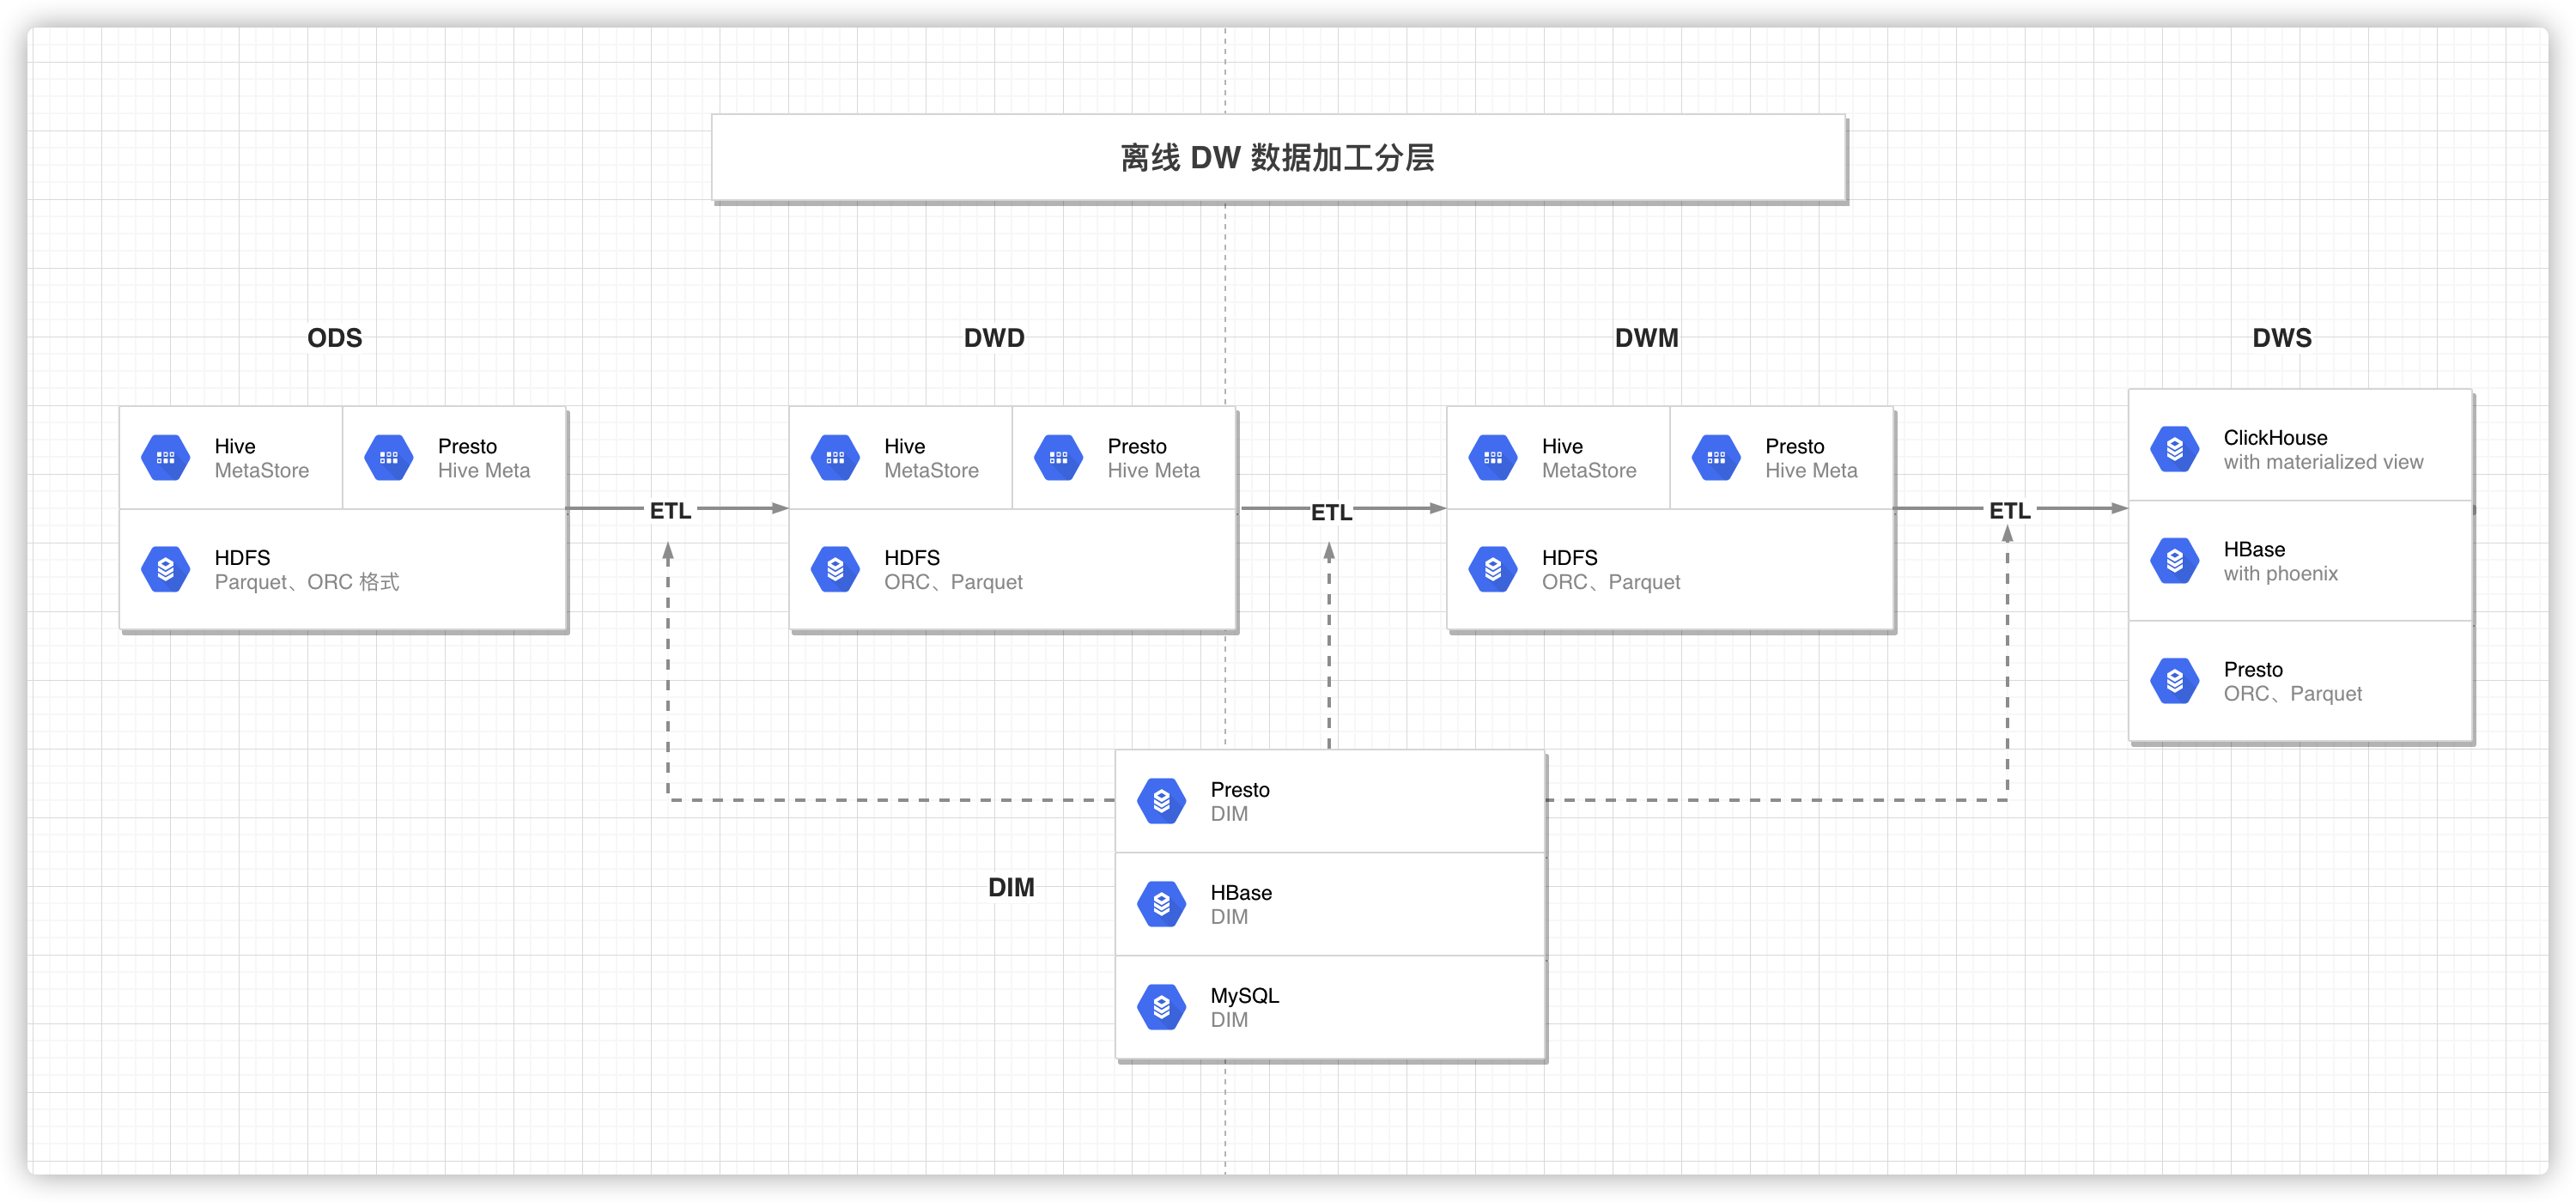 离线 DW 数据加工分层
ODS
Hive
MetaStore
Presto
Hive Meta
HDFS
Parquet、ORC 格式
ETL
DWD
Hive
MetaStore
Presto
Hive Meta
HDFS
ORC、Parquet
ETL
DWM
Hive
MetaStore
Presto
Hive Meta
HDFS
ORC、Parquet
ETL
DWS
ClickHouse
with materialized view
HBase
with phoenix
Presto
ORC、Parquet
DIM
Presto
DIM
HBase
DIM
MySQL
DIM